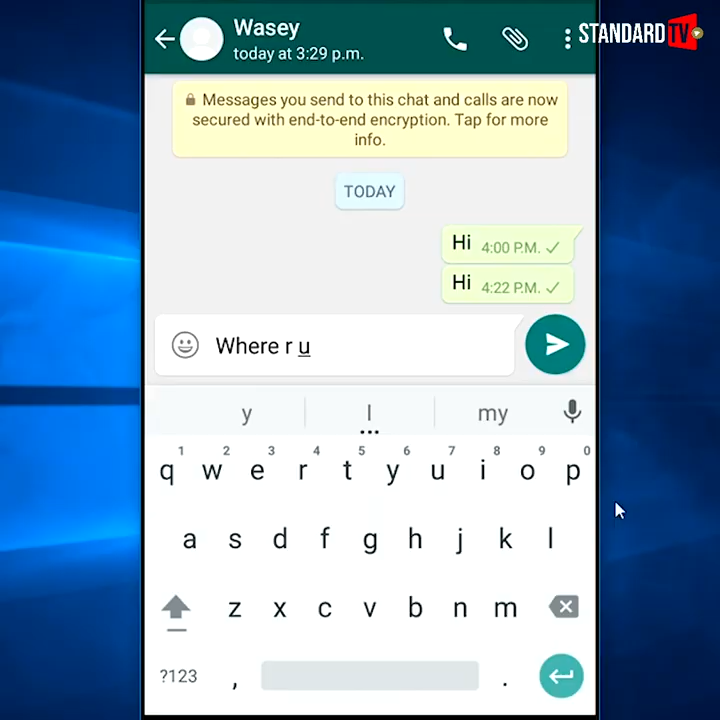 Wasey
today at 3:29 p.m.
STANDARD TV
Messages you send to this chat and calls are now
secured with end-to-end encryption. Tap for more
info.
TODAY
Hi 4:00 P.M.
Hi 4:22 P.M.
Where r u
y I my
1 2 3 4 5 6 7 8 9 0
q w e r t y u i o p
a s d f g h j k l
z x c v b n m
?123 , .